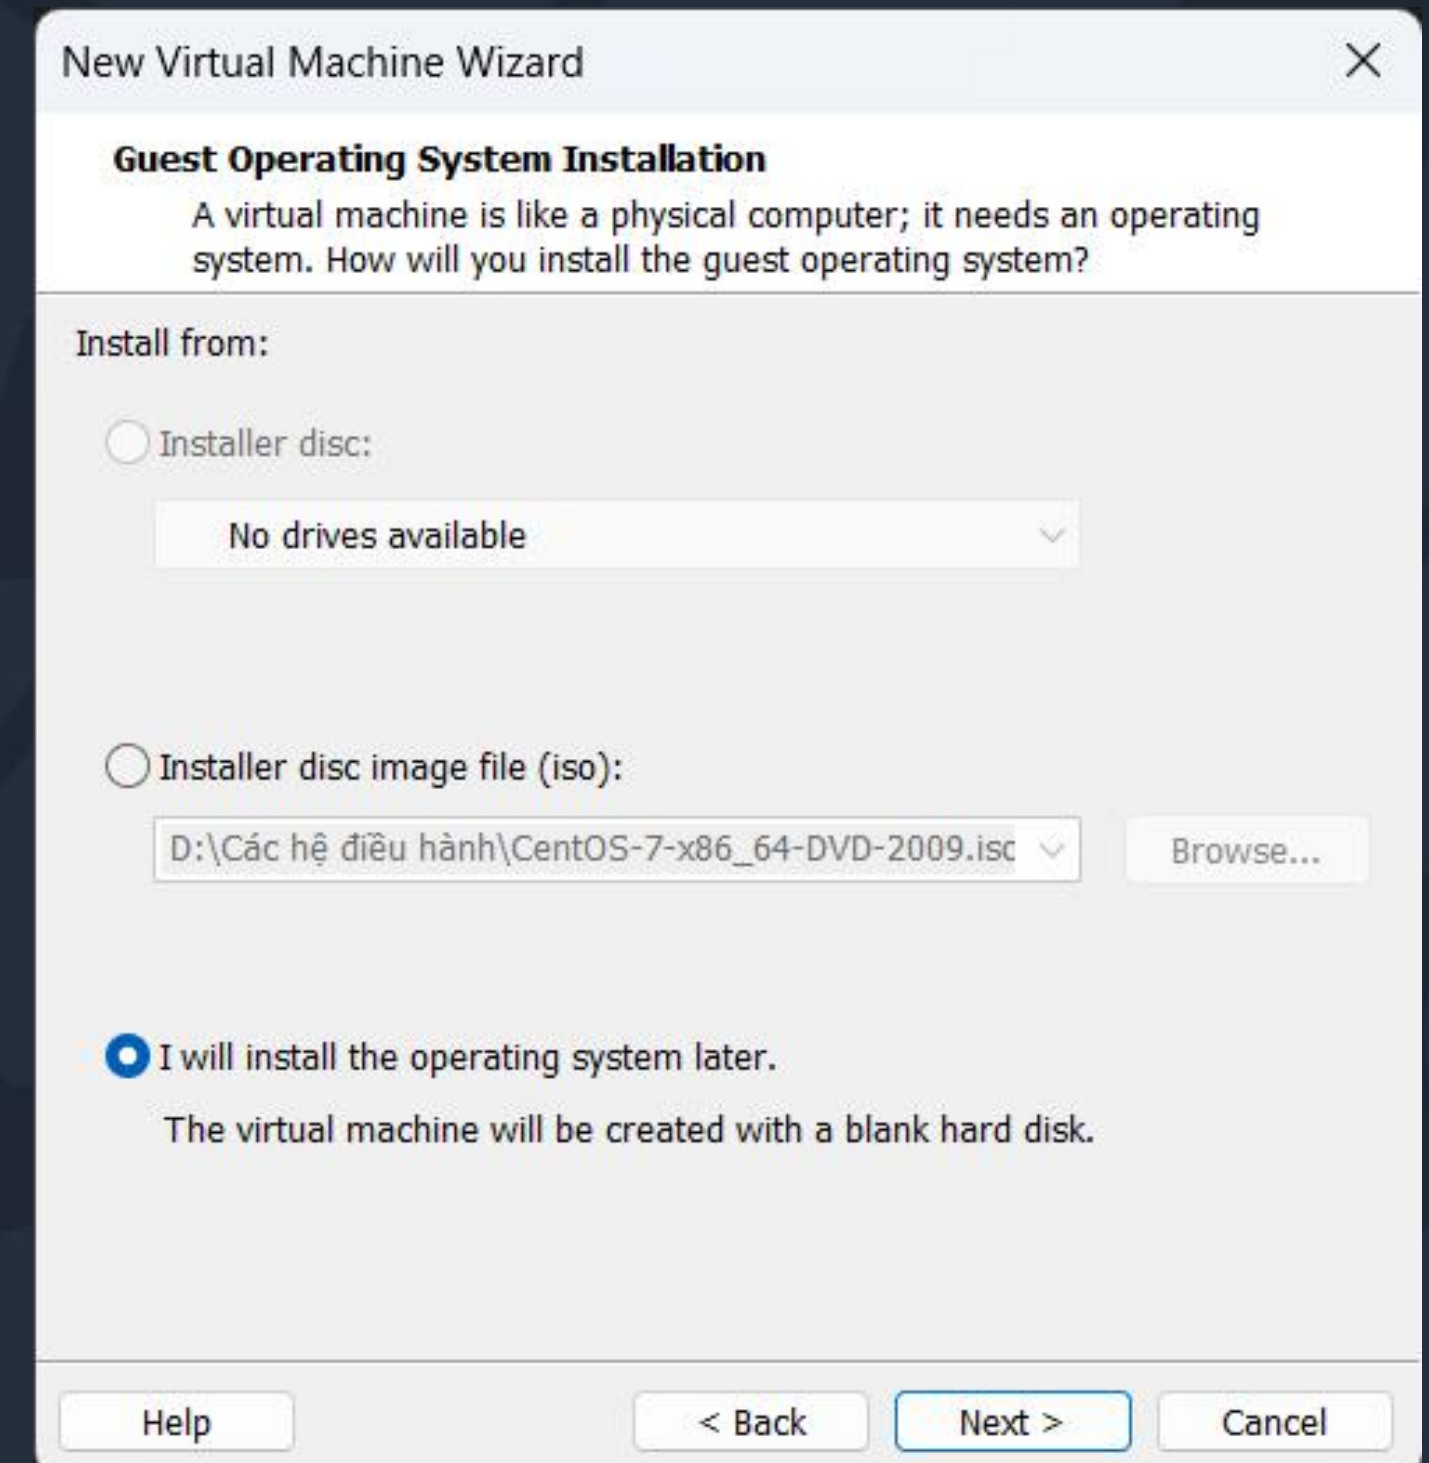 New Virtual Machine Wizard
Guest Operating System Installation
A virtual machine is like a physical computer; it needs an operating
system. How will you install the guest operating system?
Install from:
Installer disc:
No drives available
Installer disc image file (iso):
D:\Các hệ điều hành\CentOS-7-x86_64-DVD-2009.iso
Browse...
I will install the operating system later.
The virtual machine will be created with a blank hard disk.
Help
< Back
Next >
Cancel